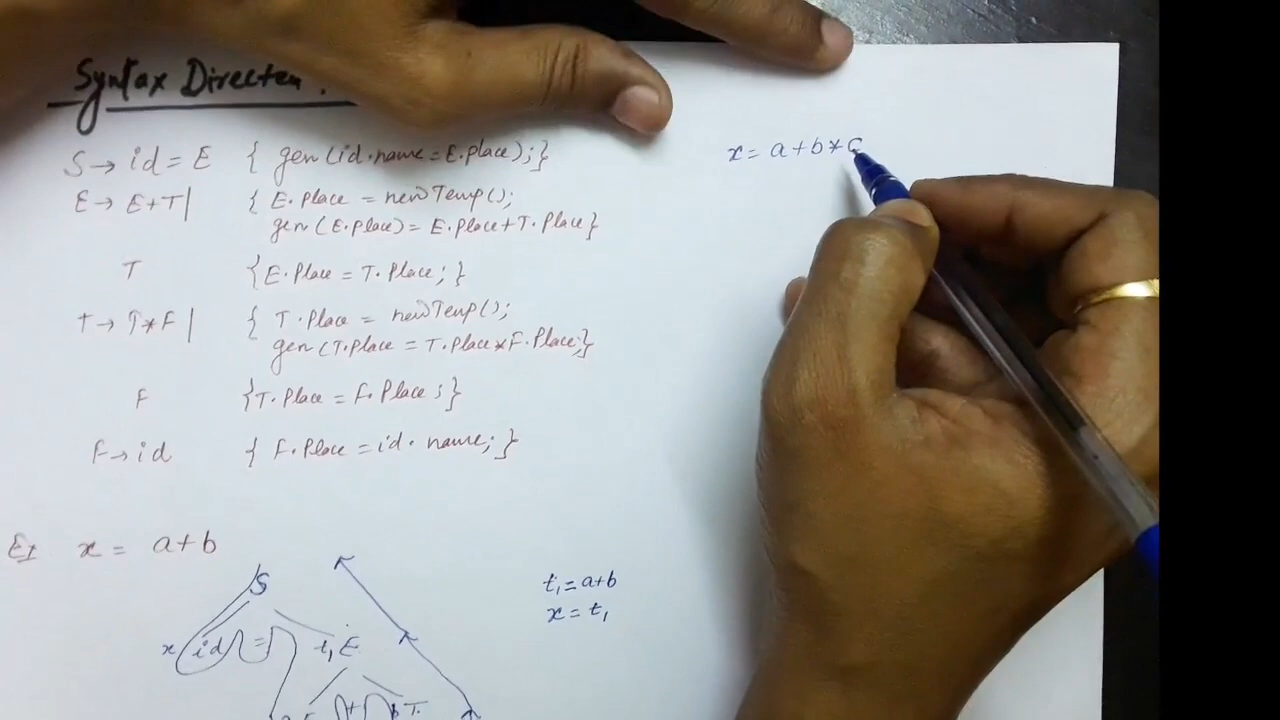 Syntax Directed
S → id = E { gen(id.name = E.place); }
E → E+T | { E.Place = newTemp();
gen(E.Place) = E.Place + T.Place }
T { E.Place = T.Place; }
T → T*F | { T.Place = newTemp();
gen(T.Place = T.Place*F.Place; }
F { T.Place = F.Place; }
F → id { F.Place = id.name; }
x = a+b*c
Ex x = a+b
S
t₁ = a+b
x = t₁
x id = t₁ E
+ b T